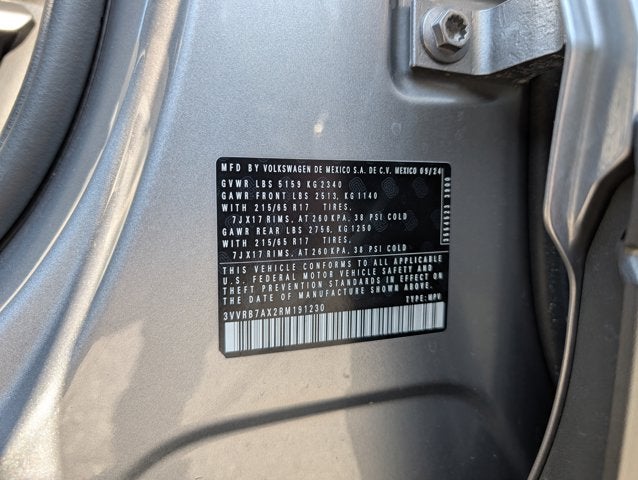 MFD BY VOLKSWAGEN DE MEXICO S.A. DE C.V. MEXICO 09/24
GVWR LBS 5159 KG 2340
GAWR FRONT LBS 2513, KG 1140
WITH 215/65 R17 TIRES,
7JX17 RIMS, AT 260 KPA, 38 PSI COLD
GAWR REAR LBS 2756, KG 1250
WITH 215/65 R17 TIRES,
7JX17 RIMS, AT 260 KPA, 38 PSI COLD
THIS VEHICLE CONFORMS TO ALL APPLICABLE
U.S. FEDERAL MOTOR VEHICLE SAFETY AND
THEFT PREVENTION STANDARDS IN EFFECT ON
THE DATE OF MANUFACTURE SHOWN ABOVE.
TYPE: MPV
3VVRB7AX2RM191230